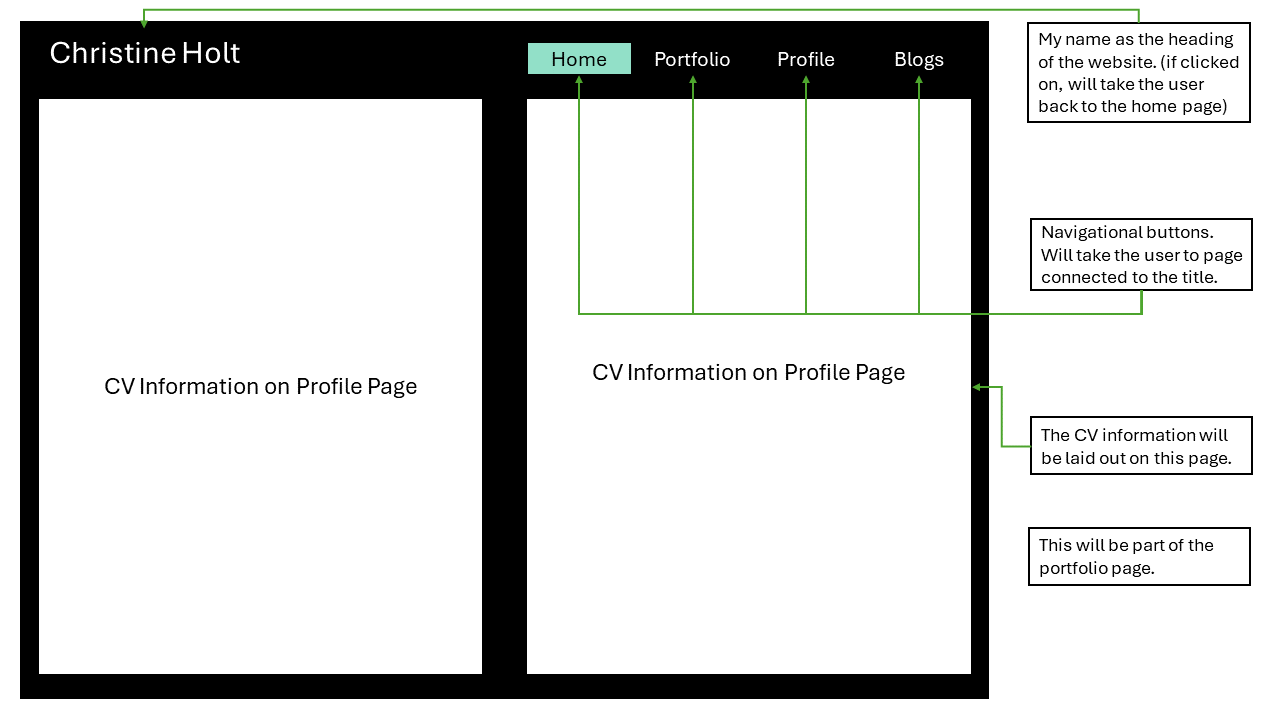 Christine Holt
Home Portfolio Profile Blogs
My name as the heading
of the website. (if clicked
on, will take the user
back to the home page)
Navigational buttons.
Will take the user to page
connected to the title.
CV Information on Profile Page
CV Information on Profile Page
The CV information will
be laid out on this page.
This will be part of the
portfolio page.